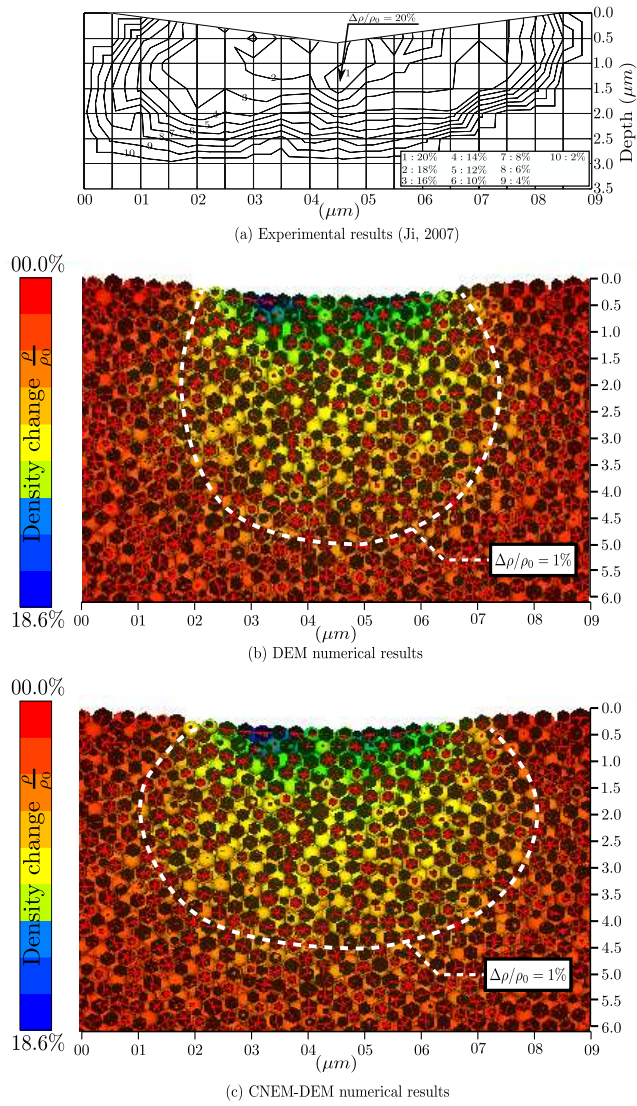 Δρ/ρ0 = 20%
0.0
0.5
1.0
1.5
2.0
2.5
3.0
3.5
Depth (μm)
1
2
3
4
5
6
7
8
9
10
1 : 20% 4 : 14% 7 : 8% 10 : 2%
2 : 18% 5 : 12% 8 : 6%
3 : 16% 6 : 10% 9 : 4%
00 01 02 03 04 05 06 07 08 09
(μm)
(a) Experimental results (Ji, 2007)
00.0%
Density change ρ/ρ0
18.6%
0.0
0.5
1.0
1.5
2.0
2.5
3.0
3.5
4.0
4.5
5.0
5.5
6.0
Δρ/ρ0 = 1%
00 01 02 03 04 05 06 07 08 09
(μm)
(b) DEM numerical results
00.0%
Density change ρ/ρ0
18.6%
0.0
0.5
1.0
1.5
2.0
2.5
3.0
3.5
4.0
4.5
5.0
5.5
6.0
Δρ/ρ0 = 1%
00 01 02 03 04 05 06 07 08 09
(μm)
(c) CNEM-DEM numerical results